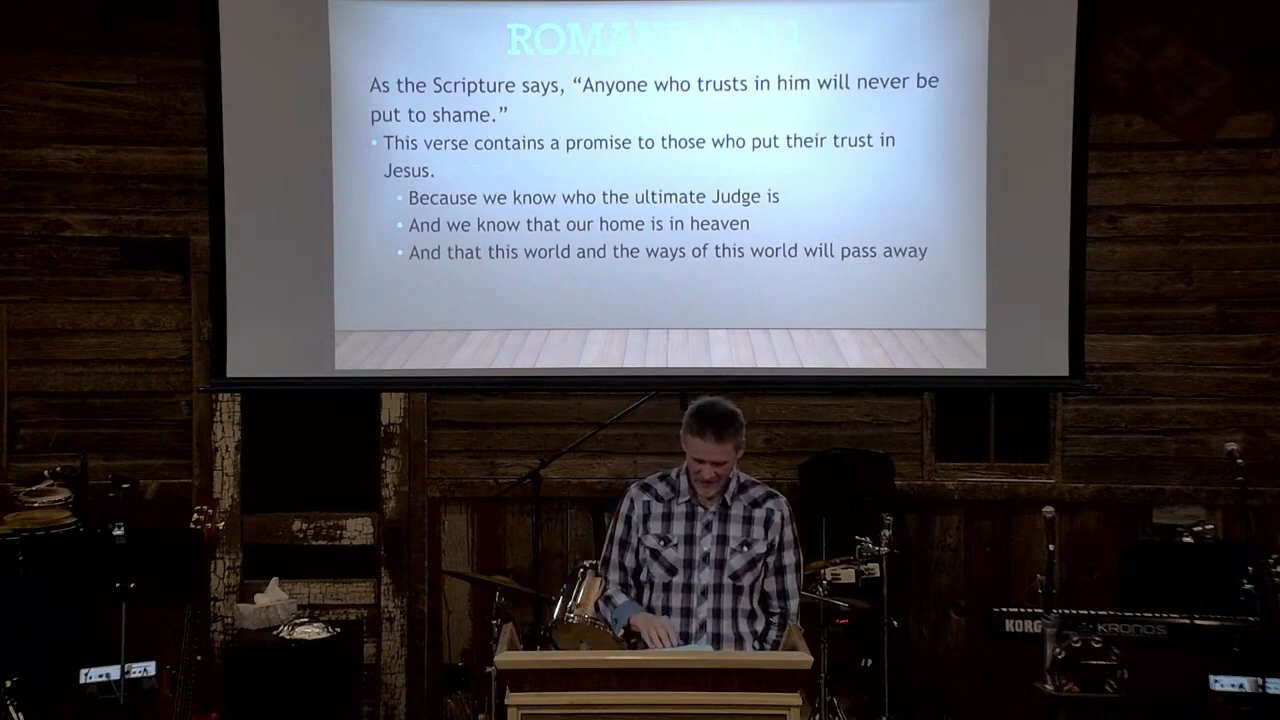 As the Scripture says, “Anyone who trusts in him will never be
put to shame.”
• This verse contains a promise to those who put their trust in
Jesus.
• Because we know who the ultimate Judge is
• And we know that our home is in heaven
• And that this world and the ways of this world will pass away
KORG
KRONOS